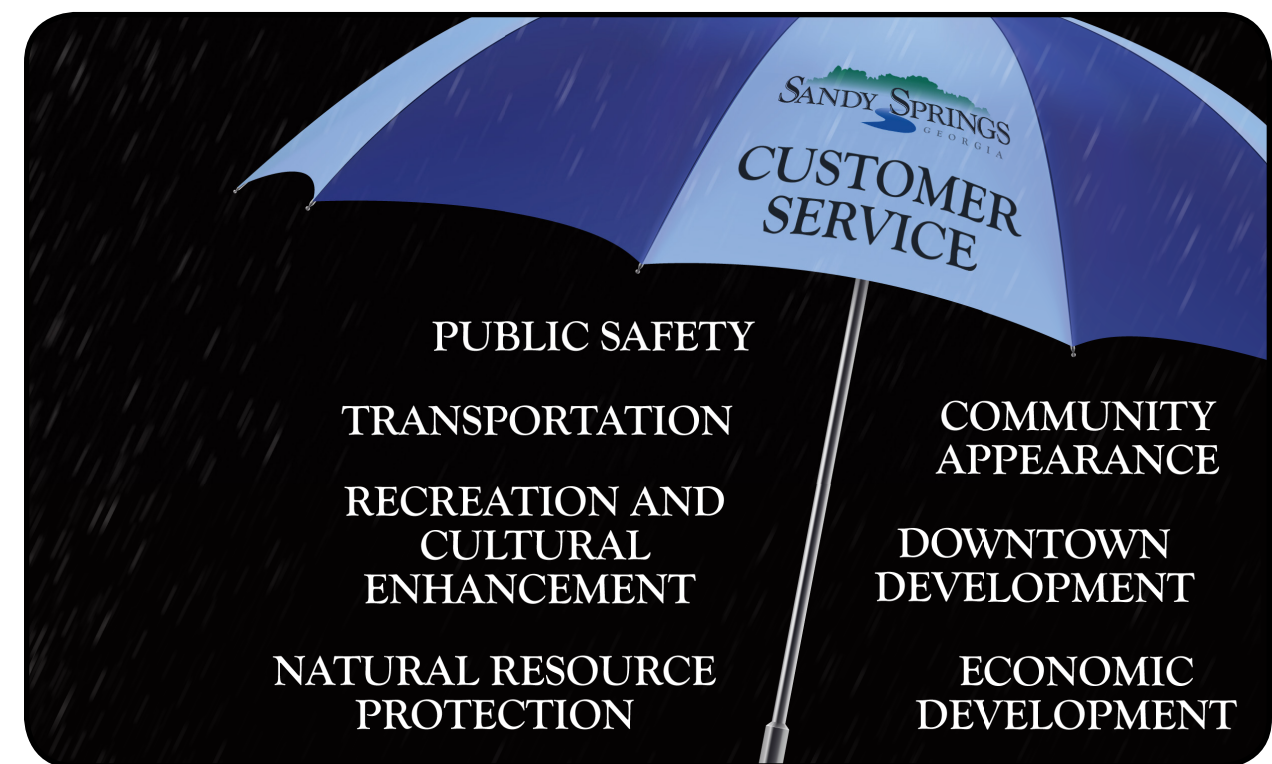 SANDY SPRINGS
GEORGIA
CUSTOMER
SERVICE
PUBLIC SAFETY
TRANSPORTATION
RECREATION AND
CULTURAL
ENHANCEMENT
NATURAL RESOURCE
PROTECTION
COMMUNITY
APPEARANCE
DOWNTOWN
DEVELOPMENT
ECONOMIC
DEVELOPMENT